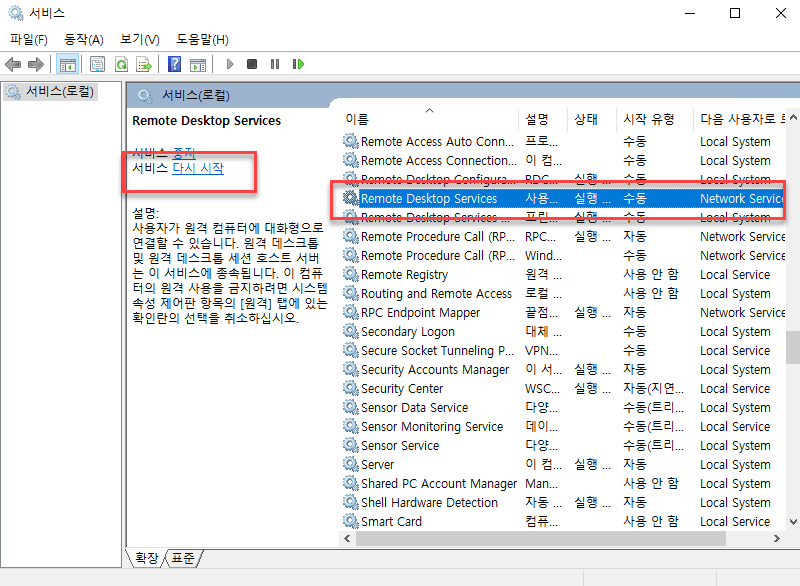 서비스
파일(F) 동작(A) 보기(V) 도움말(H)
서비스(로컬)
서비스(로컬)
Remote Desktop Services
서비스 중지
서비스 다시 시작
설명:
사용자가 원격 컴퓨터에 대화형으로
연결할 수 있습니다. 원격 데스크톱
및 원격 데스크톱 세션 호스트 서버
는 이 서비스에 종속됩니다. 이 컴퓨
터의 원격 사용을 금지하려면 시스템
속성 제어판 항목의 [원격] 탭에 있는
확인란의 선택을 취소하십시오.
이름 설명 상태 시작 유형 다음 사용자로
Remote Access Auto Conn... 프로... 수동 Local System
Remote Access Connection... 이 컴... 수동 Local System
Remote Desktop Configura... RDC... 실행 ... 수동 Local System
Remote Desktop Services 사용... 실행 ... 수동 Network Service
Remote Desktop Services ... 프린... 실행 ... 수동 Local System
Remote Procedure Call (RP... RPC... 실행 ... 자동 Network Service
Remote Procedure Call (RP... Wind... 수동 Network Service
Remote Registry 원격 ... 사용 안 함 Local Service
Routing and Remote Access 로컬 ... 사용 안 함 Local System
RPC Endpoint Mapper 끝점... 실행 ... 자동 Network Service
Secondary Logon 대체 ... 수동 Local System
Secure Socket Tunneling P... VPN... 수동 Local Service
Security Accounts Manager 이 서... 실행 ... 자동 Local System
Security Center WSC... 실행 ... 자동(지연... Local Service
Sensor Data Service 다양... 수동(트리... Local System
Sensor Monitoring Service 데이... 수동(트리... Local Service
Sensor Service 다양... 수동(트리... Local System
Server 이 컴... 실행 ... 자동 Local System
Shared PC Account Manager Man... 사용 안 함 Local System
Shell Hardware Detection 자동 ... 실행 ... 자동 Local System
Smart Card 컴퓨... 사용 안 함 Local Service
확장 표준